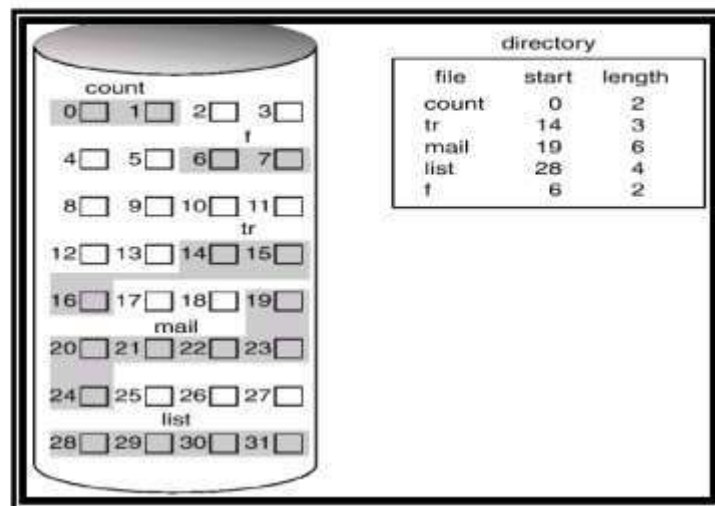 count
0 1 2 3
f
4 5 6 7
8 9 10 11
tr
12 13 14 15
16 17 18 19
mail
20 21 22 23
24 25 26 27
list
28 29 30 31
directory
file start length
count 0 2
tr 14 3
mail 19 6
list 28 4
f 6 2